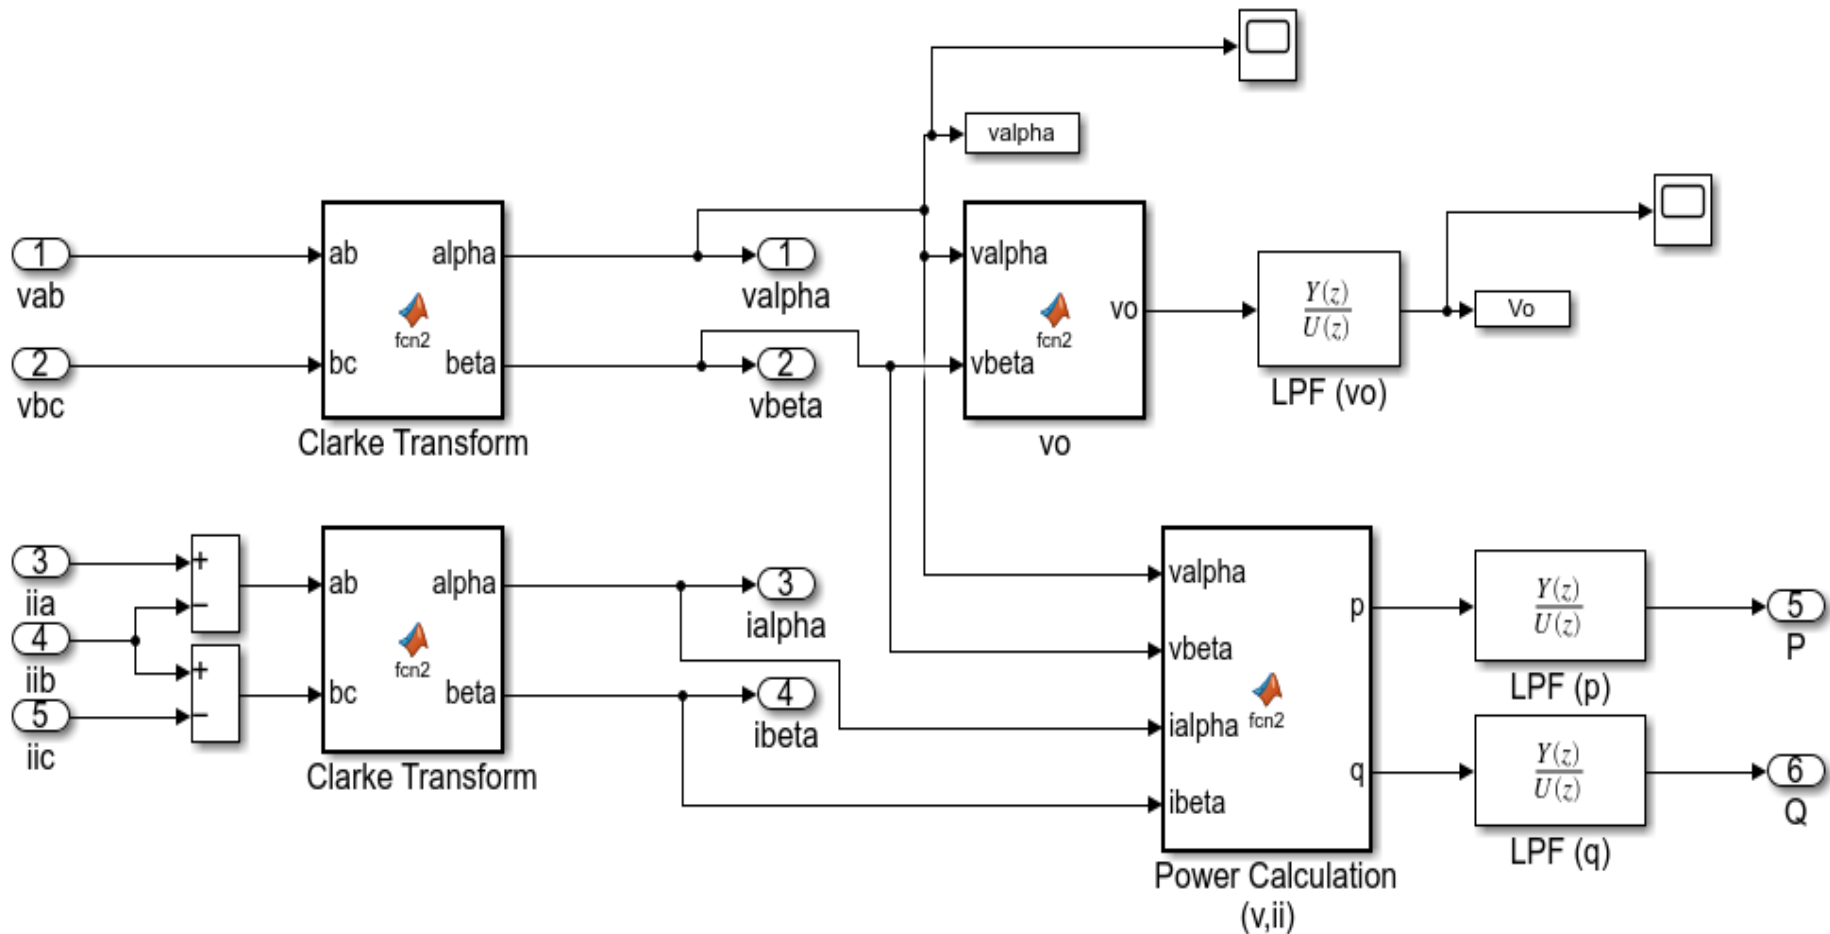 valpha
1
vab
2
vbc
ab
alpha
bc
beta
fcn2
Clarke Transform
1
valpha
2
vbeta
valpha
vbeta
vo
fcn2
vo
Y(z)
U(z)
LPF (vo)
Vo
3
iia
4
iib
5
iic
+
−
+
−
ab
alpha
bc
beta
fcn2
Clarke Transform
3
ialpha
4
ibeta
valpha
vbeta
ialpha
ibeta
p
q
fcn2
Power Calculation
(v,ii)
Y(z)
U(z)
LPF (p)
Y(z)
U(z)
LPF (q)
5
P
6
Q